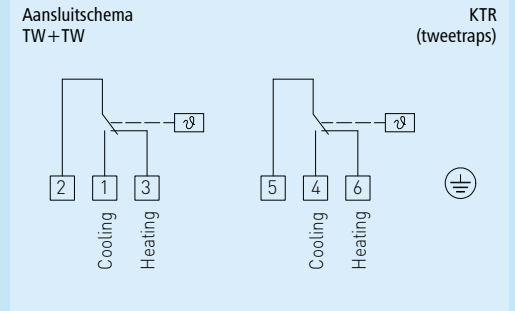 Aansluitschema
TW+TW
KTR
(tweetraps)
ϑ
ϑ
2 1 3
5 4 6
Cooling
Heating
Cooling
Heating